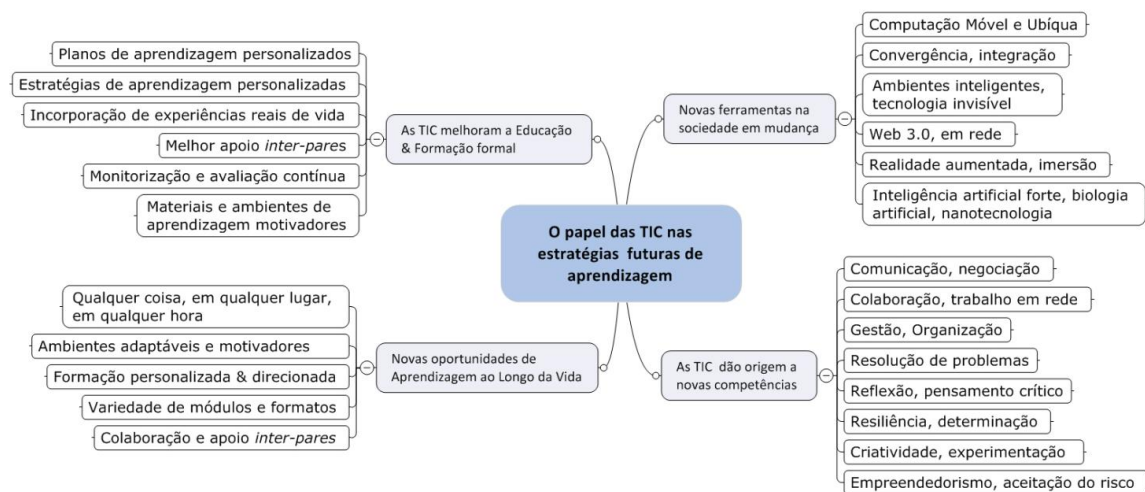 O papel das TIC nas
estratégias futuras de
aprendizagem
As TIC melhoram a Educação
& Formação formal
Planos de aprendizagem personalizados
Estratégias de aprendizagem personalizadas
Incorporação de experiências reais de vida
Melhor apoio inter-pares
Monitorização e avaliação contínua
Materiais e ambientes de
aprendizagem motivadores
Novas oportunidades de
Aprendizagem ao Longo da Vida
Qualquer coisa, em qualquer lugar,
em qualquer hora
Ambientes adaptáveis e motivadores
Formação personalizada & direcionada
Variedade de módulos e formatos
Colaboração e apoio inter-pares
Novas ferramentas na
sociedade em mudança
Computação Móvel e Ubíqua
Convergência, integração
Ambientes inteligentes,
tecnologia invisível
Web 3.0, em rede
Realidade aumentada, imersão
Inteligência artificial forte, biologia
artificial, nanotecnologia
As TIC dão origem a
novas competências
Comunicação, negociação
Colaboração, trabalho em rede
Gestão, Organização
Resolução de problemas
Reflexão, pensamento crítico
Resiliência, determinação
Criatividade, experimentação
Empreendedorismo, aceitação do risco